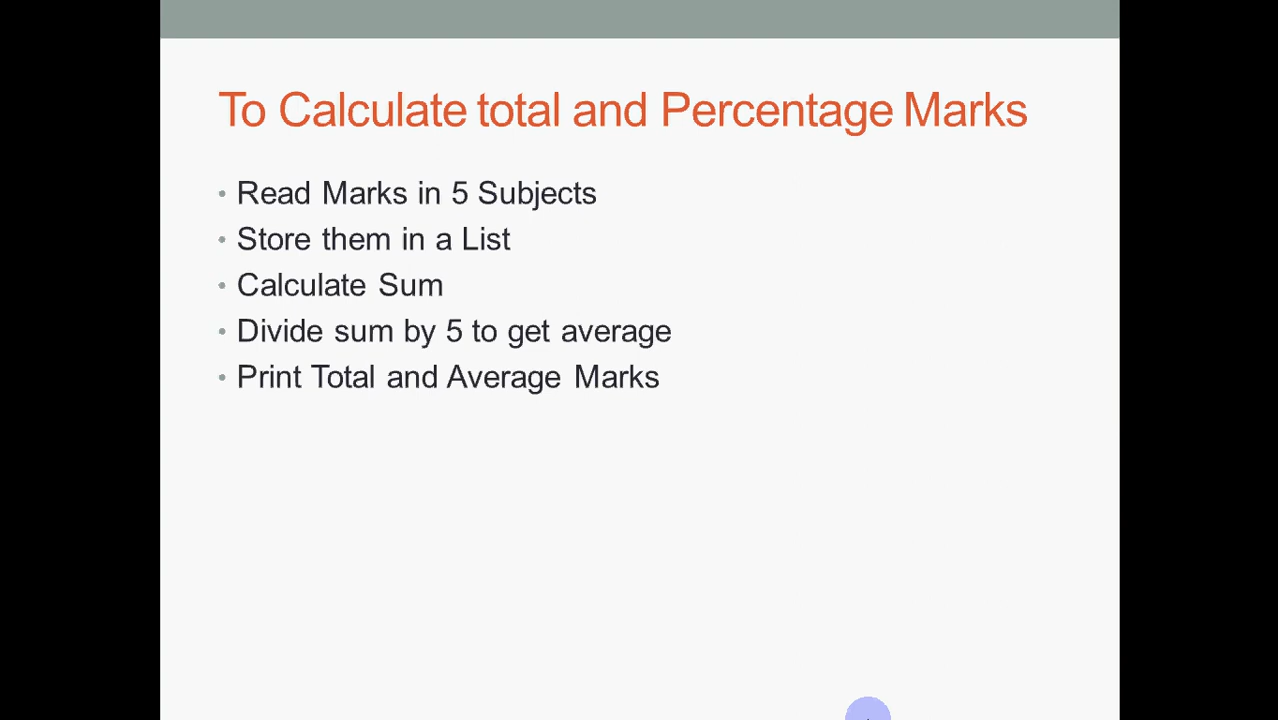 To Calculate total and Percentage Marks
• Read Marks in 5 Subjects
• Store them in a List
• Calculate Sum
• Divide sum by 5 to get average
• Print Total and Average Marks